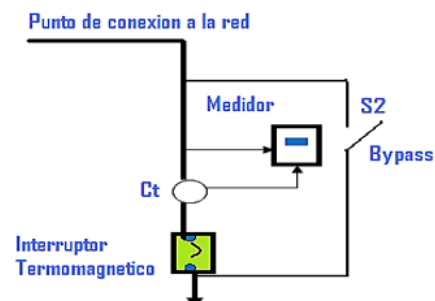 Punto de conexion a la red
Medidor
S2
Bypass
Ct
Interruptor
Termomagnetico